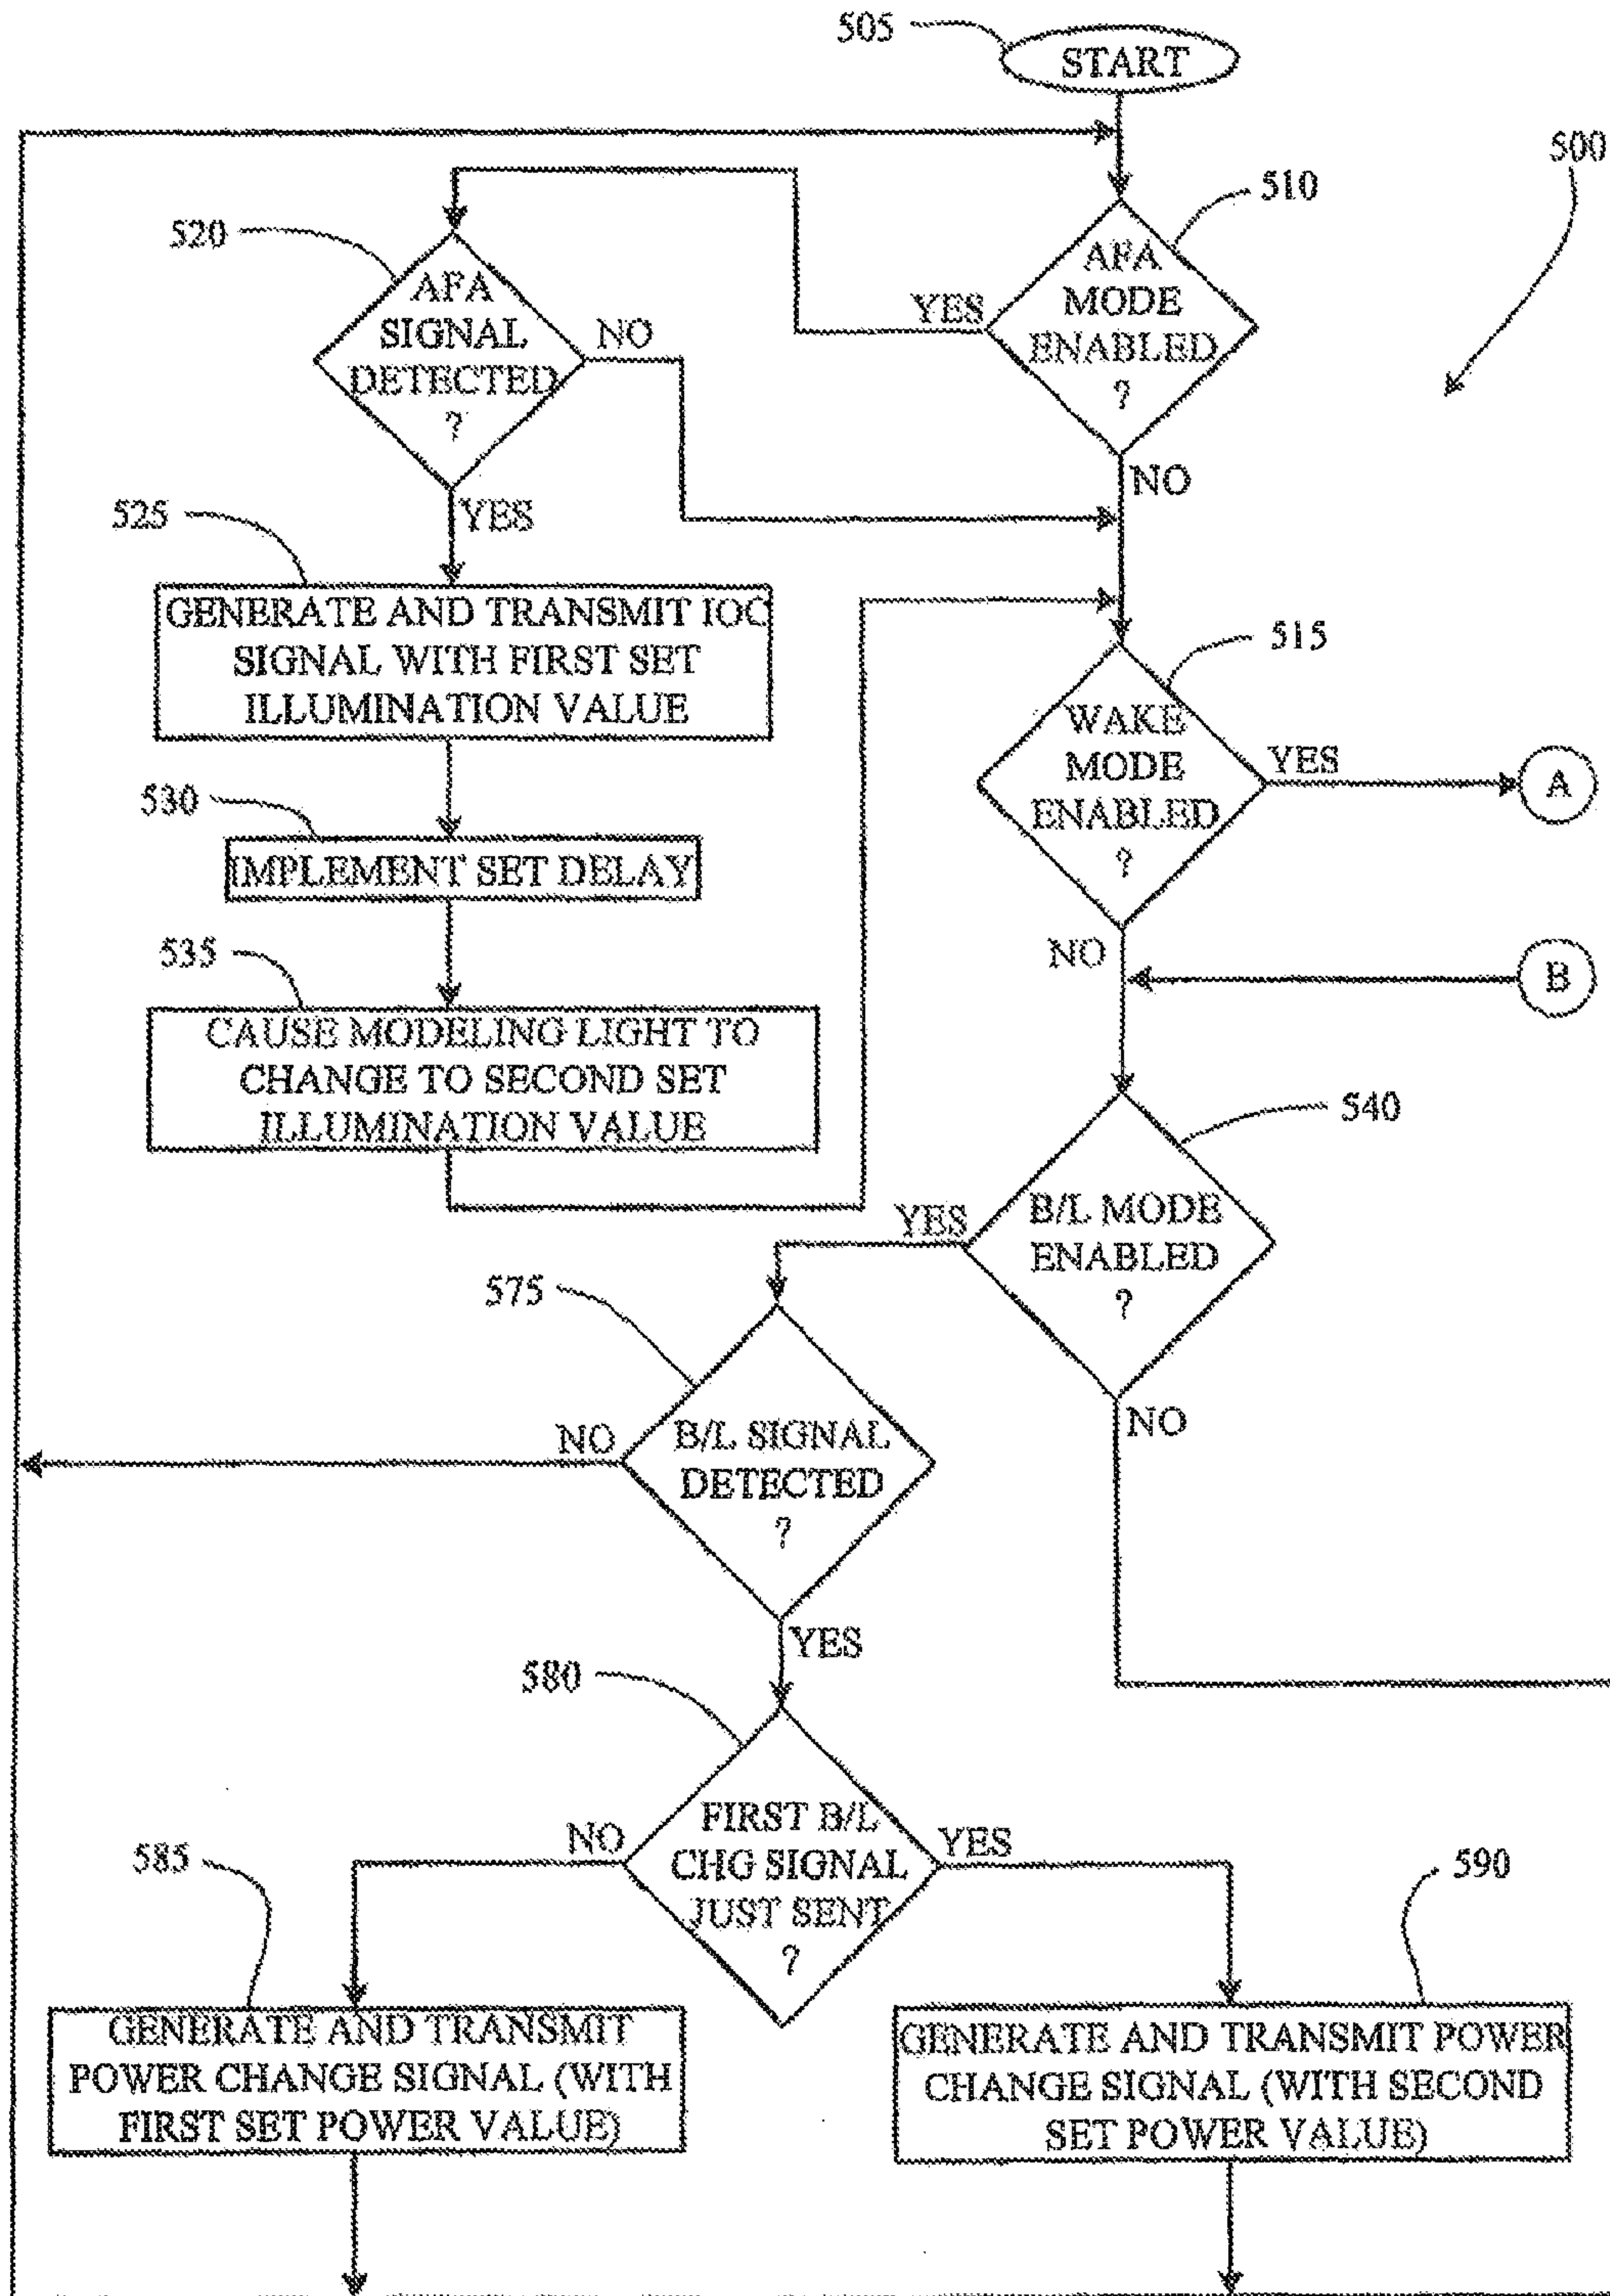 505
START
500
510
AFA
MODE
ENABLED
?
YES
NO
520
AFA
SIGNAL
DETECTED
?
NO
YES
525
GENERATE AND TRANSMIT IOC
SIGNAL WITH FIRST SET
ILLUMINATION VALUE
530
IMPLEMENT SET DELAY
535
CAUSE MODELING LIGHT TO
CHANGE TO SECOND SET
ILLUMINATION VALUE
515
WAKE
MODE
ENABLED
?
YES
A
NO
B
540
B/L MODE
ENABLED
?
YES
NO
575
B/L SIGNAL
DETECTED
?
NO
YES
580
FIRST B/L
CHG SIGNAL
JUST SENT
?
NO
YES
585
GENERATE AND TRANSMIT
POWER CHANGE SIGNAL (WITH
FIRST SET POWER VALUE)
590
GENERATE AND TRANSMIT POWER
CHANGE SIGNAL (WITH SECOND
SET POWER VALUE)